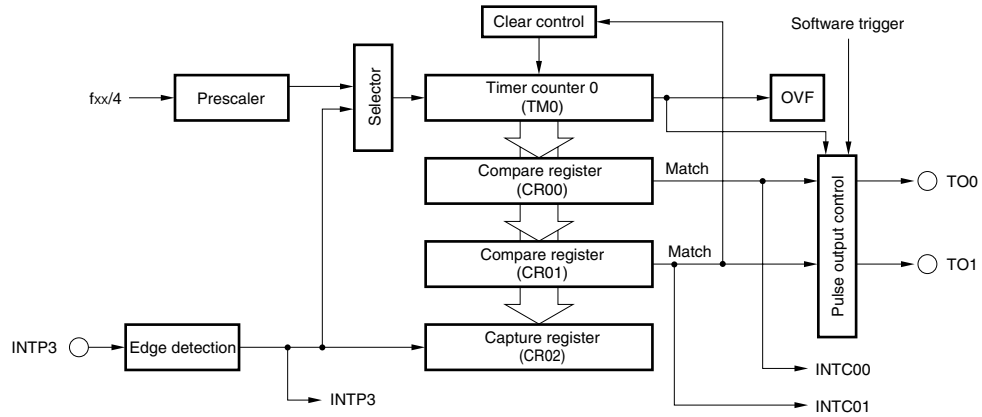 Clear control
Software trigger
fxx/4
Prescaler
Selector
Timer counter 0
(TM0)
OVF
Compare register
(CR00)
Match
TO0
Compare register
(CR01)
Match
Pulse output control
TO1
INTP3
Edge detection
Capture register
(CR02)
INTP3
INTC00
INTC01